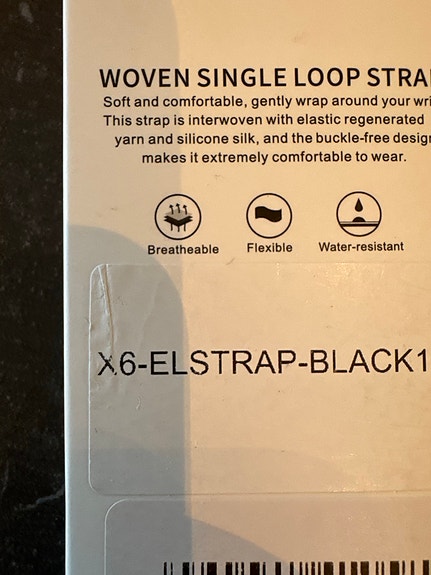 WOVEN SINGLE LOOP STRA
Soft and comfortable, gently wrap around your wri
This strap is interwoven with elastic regenerated
yarn and silicone silk, and the buckle-free design
makes it extremely comfortable to wear.
Breatheable Flexible Water-resistant
X6-ELSTRAP-BLACK1